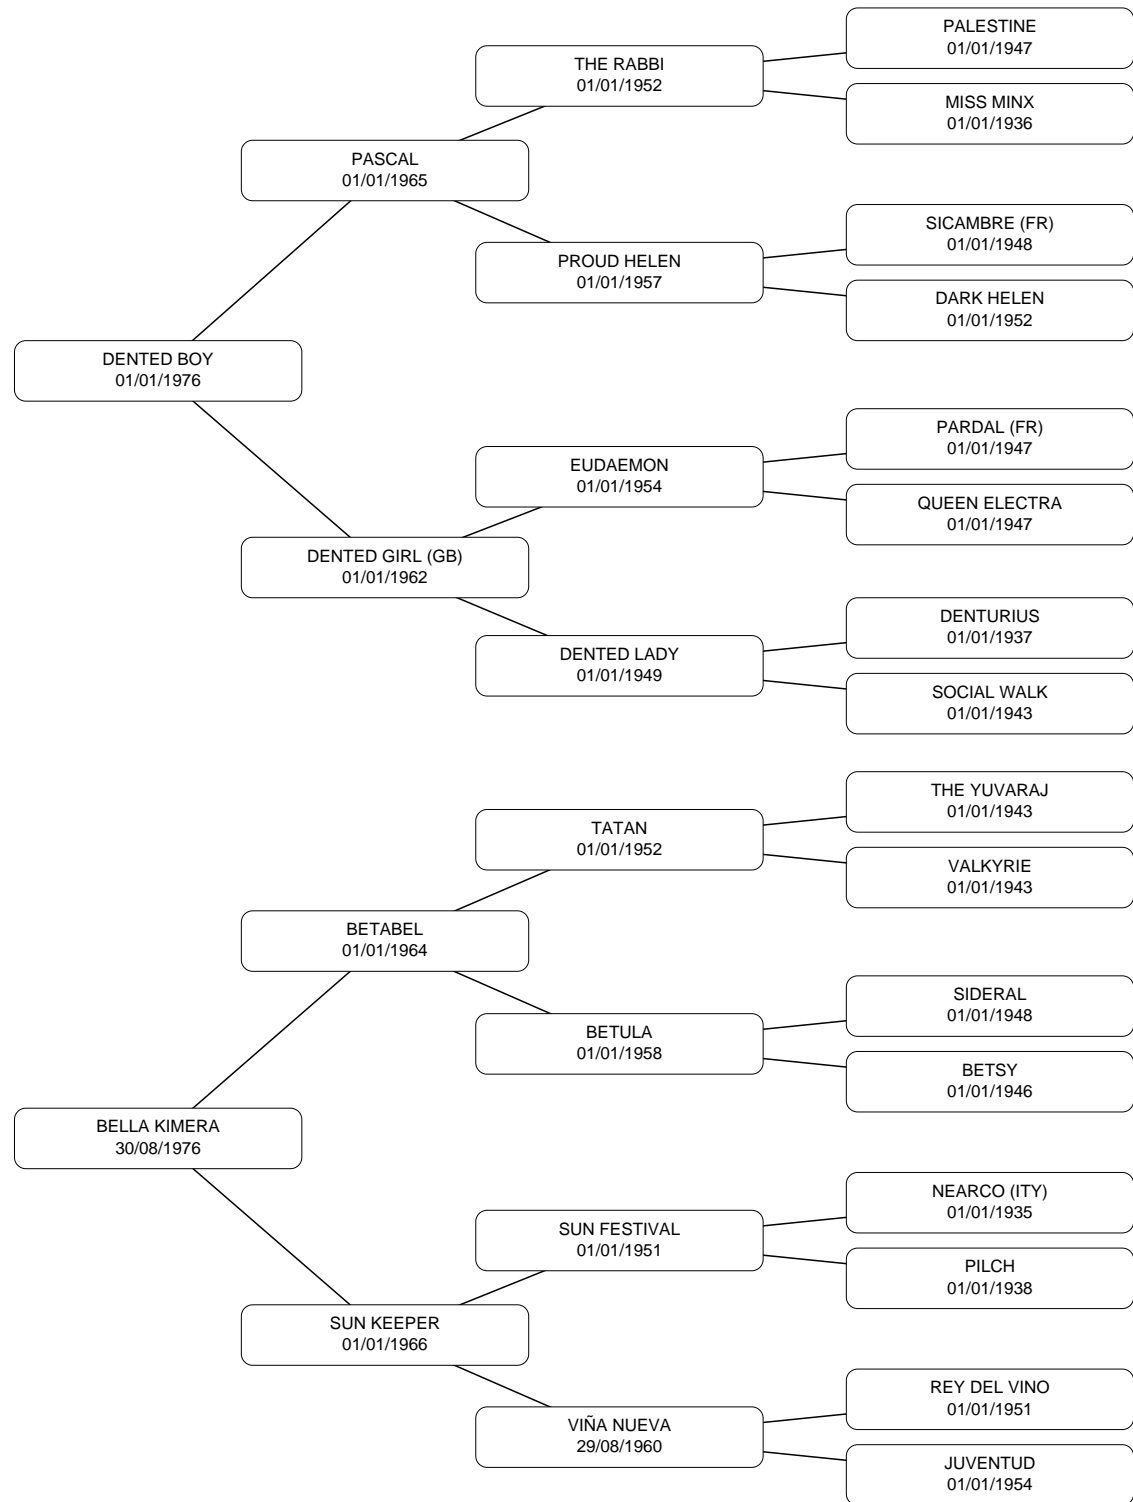 PALESTINE
01/01/1947
THE RABBI
01/01/1952
MISS MINX
01/01/1936
PASCAL
01/01/1965
SICAMBRE (FR)
01/01/1948
PROUD HELEN
01/01/1957
DARK HELEN
01/01/1952
DENTED BOY
01/01/1976
PARDAL (FR)
01/01/1947
EUDAEMON
01/01/1954
QUEEN ELECTRA
01/01/1947
DENTED GIRL (GB)
01/01/1962
DENTURIUS
01/01/1937
DENTED LADY
01/01/1949
SOCIAL WALK
01/01/1943
THE YUVARAJ
01/01/1943
TATAN
01/01/1952
VALKYRIE
01/01/1943
BETABEL
01/01/1964
SIDERAL
01/01/1948
BETULA
01/01/1958
BETSY
01/01/1946
BELLA KIMERA
30/08/1976
NEARCO (ITY)
01/01/1935
SUN FESTIVAL
01/01/1951
PILCH
01/01/1938
SUN KEEPER
01/01/1966
REY DEL VINO
01/01/1951
VIÑA NUEVA
29/08/1960
JUVENTUD
01/01/1954